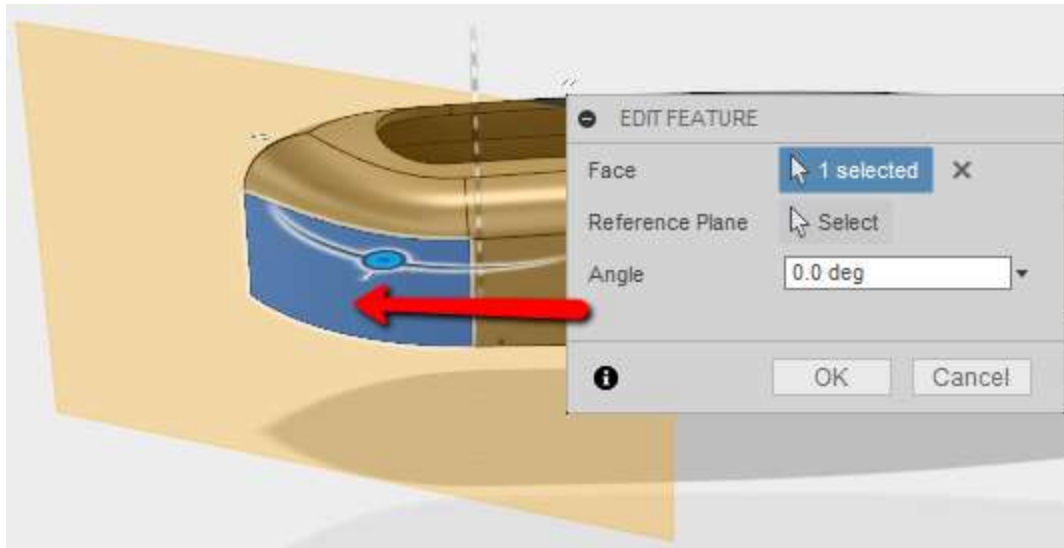 EDIT FEATURE
Face 1 selected
Reference Plane Select
Angle 0.0 deg
OK Cancel